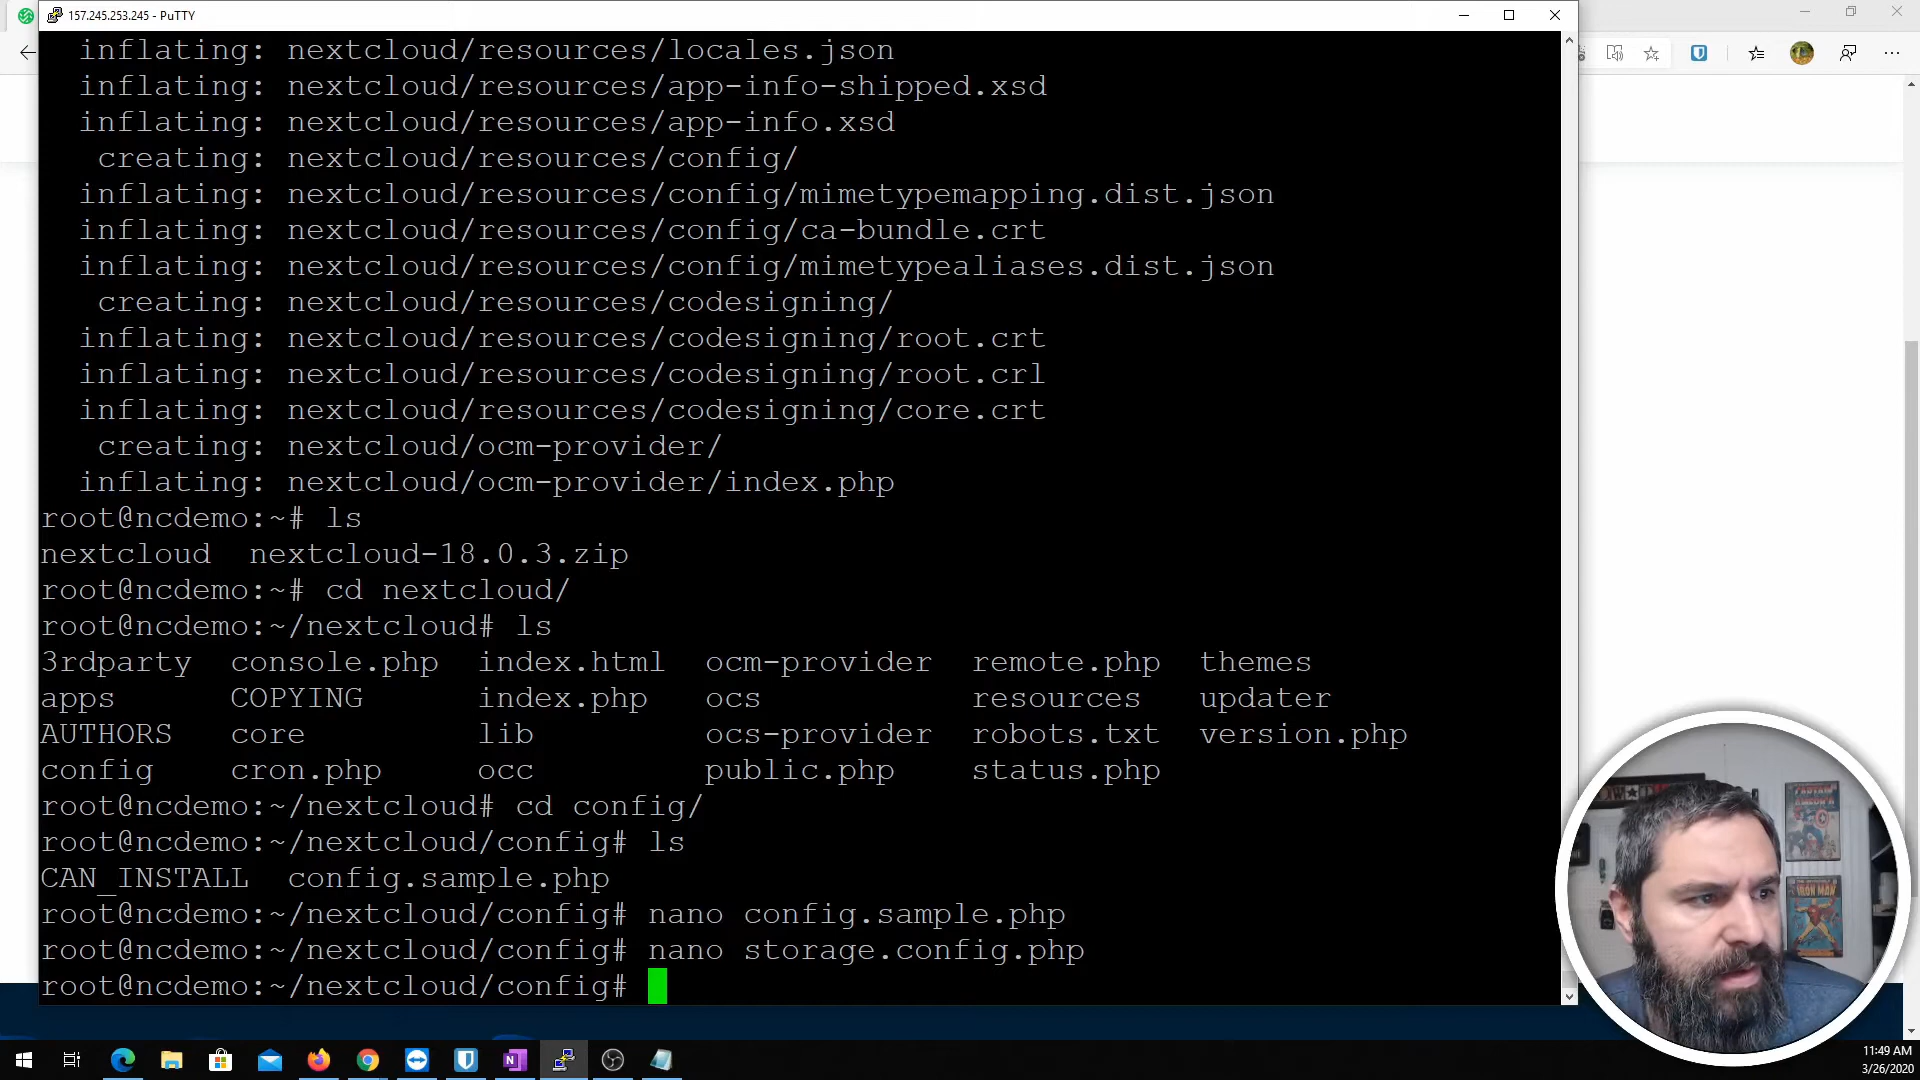 157.245.253.245 - PuTTY
inflating: nextcloud/resources/locales.json
inflating: nextcloud/resources/app-info-shipped.xsd
inflating: nextcloud/resources/app-info.xsd
creating: nextcloud/resources/config/
inflating: nextcloud/resources/config/mimetypemapping.dist.json
inflating: nextcloud/resources/config/ca-bundle.crt
inflating: nextcloud/resources/config/mimetypealiases.dist.json
creating: nextcloud/resources/codesigning/
inflating: nextcloud/resources/codesigning/root.crt
inflating: nextcloud/resources/codesigning/root.crl
inflating: nextcloud/resources/codesigning/core.crt
creating: nextcloud/ocm-provider/
inflating: nextcloud/ocm-provider/index.php
root@ncdemo:~# ls
nextcloud  nextcloud-18.0.3.zip
root@ncdemo:~# cd nextcloud/
root@ncdemo:~/nextcloud# ls
3rdparty  console.php  index.html  ocm-provider  remote.php  themes
apps  COPYING  index.php  ocs  resources  updater
AUTHORS  core  lib  ocs-provider  robots.txt  version.php
config  cron.php  occ  public.php  status.php
root@ncdemo:~/nextcloud# cd config/
root@ncdemo:~/nextcloud/config# ls
CAN_INSTALL  config.sample.php
root@ncdemo:~/nextcloud/config# nano config.sample.php
root@ncdemo:~/nextcloud/config# nano storage.config.php
root@ncdemo:~/nextcloud/config#
11:49 AM
3/26/2020